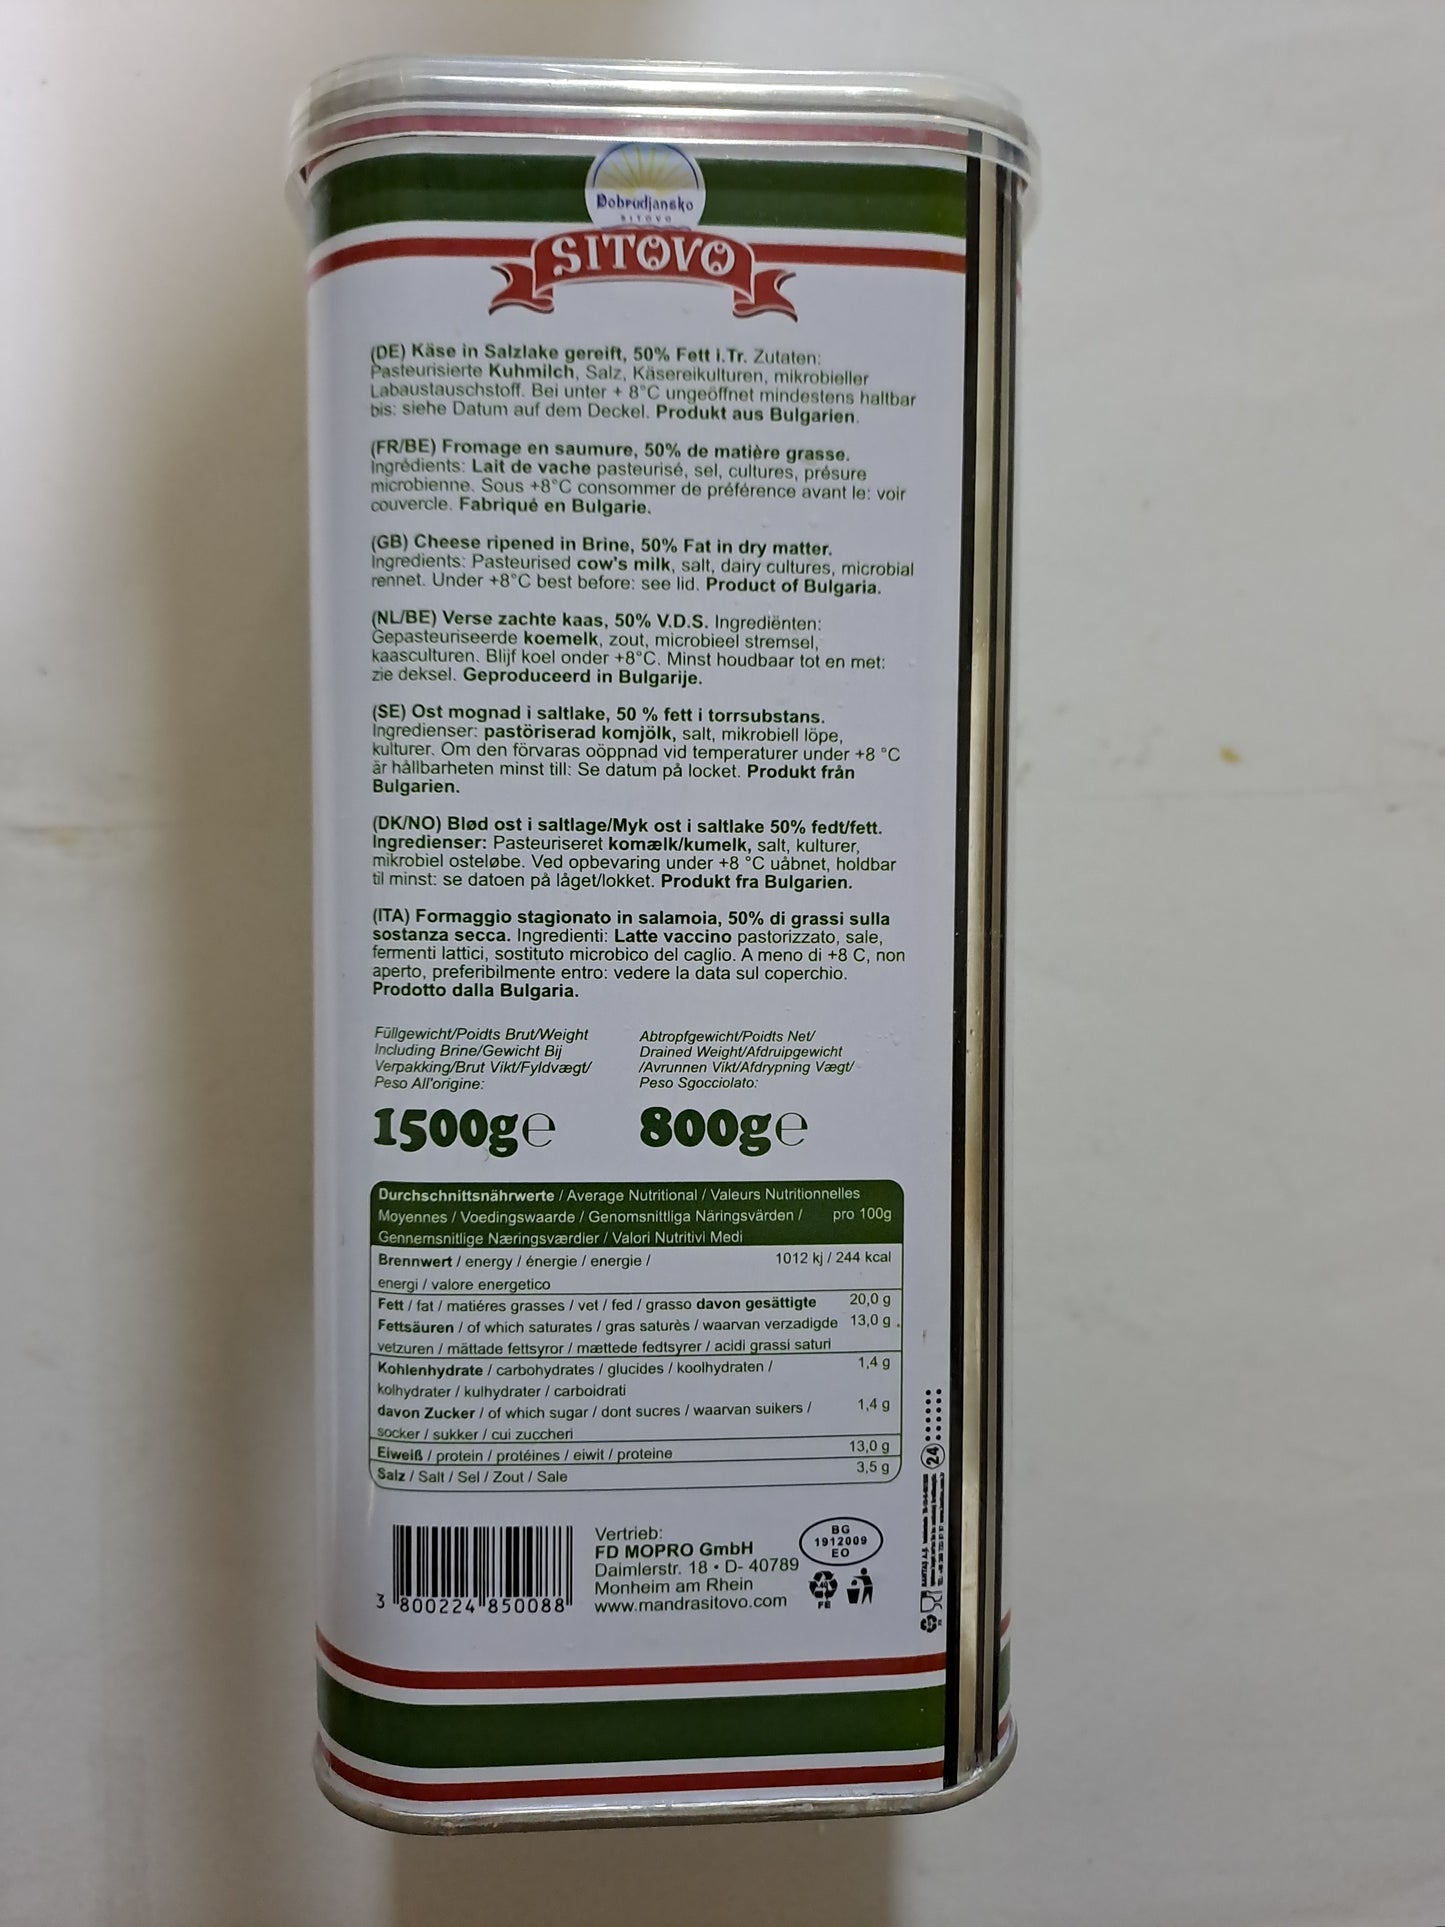 Dobrudjansko
SITOVO
SITOVO
(DE) Käse in Salzlake gereift, 50% Fett i.Tr. Zutaten:
Pasteurisierte Kuhmilch, Salz, Käsereikulturen, mikrobieller
Labaustauschstoff. Bei unter + 8°C ungeöffnet mindestens haltbar
bis: siehe Datum auf dem Deckel. Produkt aus Bulgarien.
(FR/BE) Fromage en saumure, 50% de matière grasse.
Ingrédients: Lait de vache pasteurisé, sel, cultures, présure
microbienne. Sous +8°C consommer de préférence avant le: voir
couvercle. Fabriqué en Bulgarie.
(GB) Cheese ripened in Brine, 50% Fat in dry matter.
Ingredients: Pasteurised cow's milk, salt, dairy cultures, microbial
rennet. Under +8°C best before: see lid. Product of Bulgaria.
(NL/BE) Verse zachte kaas, 50% V.D.S. Ingrediënten:
Gepasteuriseerde koemelk, zout, microbieel stremsel,
kaasculturen. Blijf koel onder +8°C. Minst houdbaar tot en met:
zie deksel. Geproduceerd in Bulgarije.
(SE) Ost mognad i saltlake, 50 % fett i torrsubstans.
Ingredienser: pastöriserad komjölk, salt, mikrobiell löpe,
kulturer. Om den förvaras oöppnad vid temperaturer under +8 °C
är hållbarheten minst till: Se datum på locket. Produkt från
Bulgarien.
(DK/NO) Blød ost i saltlage/Myk ost i saltlake 50% fedt/fett.
Ingredienser: Pasteuriseret komælk/kumelk, salt, kulturer,
mikrobiel osteløbe. Ved opbevaring under +8 °C uåbnet, holdbar
til minst: se datoen på låget/lokket. Produkt fra Bulgarien.
(ITA) Formaggio stagionato in salamoia, 50% di grassi sulla
sostanza secca. Ingredienti: Latte vaccino pastorizzato, sale,
fermenti lattici, sostituto microbico del caglio. A meno di +8 C, non
aperto, preferibilmente entro: vedere la data sul coperchio.
Prodotto dalla Bulgaria.
Füllgewicht/Poidts Brut/Weight
Including Brine/Gewicht Bij
Verpakking/Brut Vikt/Fyldvægt/
Peso All'origine:
1500g℮
Abtropfgewicht/Poidts Net/
Drained Weight/Afdruipgewicht
/Avrunnen Vikt/Afdrypning Vægt/
Peso Sgocciolato:
800g℮
Durchschnittsnährwerte / Average Nutritional / Valeurs Nutritionnelles
Moyennes / Voedingswaarde / Genomsnittliga Näringsvärden / pro 100g
Gennemsnitlige Næringsværdier / Valori Nutritivi Medi
Brennwert / energy / énergie / energie / 1012 kj / 244 kcal
energi / valore energetico
Fett / fat / matiéres grasses / vet / fed / grasso davon gesättigte 20,0 g
Fettsäuren / of which saturates / gras saturès / waarvan verzadigde 13,0 g
vetzuren / mättade fettsyror / mættede fedtsyrer / acidi grassi saturi
Kohlenhydrate / carbohydrates / glucides / koolhydraten / 1,4 g
kolhydrater / kulhydrater / carboidrati
davon Zucker / of which sugar / dont sucres / waarvan suikers / 1,4 g
socker / sukker / cui zuccheri
Eiweiß / protein / protéines / eiwit / proteine 13,0 g
Salz / Salt / Sel / Zout / Sale 3,5 g
3 800224 850088
Vertrieb:
FD MOPRO GmbH
Daimlerstr. 18 • D- 40789
Monheim am Rhein
www.mandrasitovo.com
BG
1912009
EO
40
FE
24